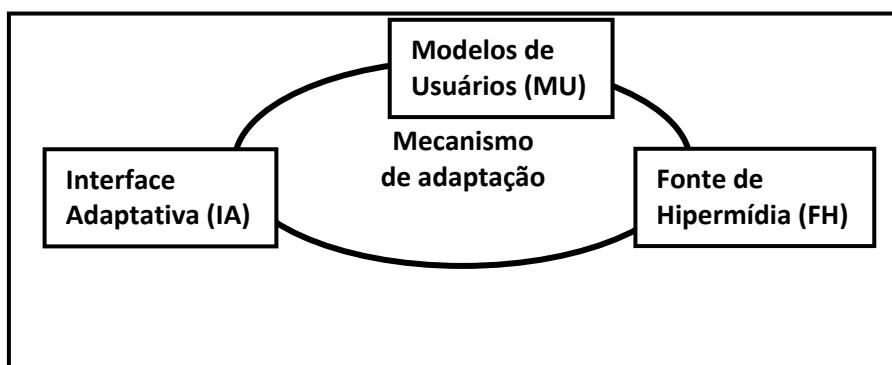 Modelos de
Usuários (MU)
Mecanismo
de adaptação
Interface
Adaptativa (IA)
Fonte de
Hipermídia (FH)